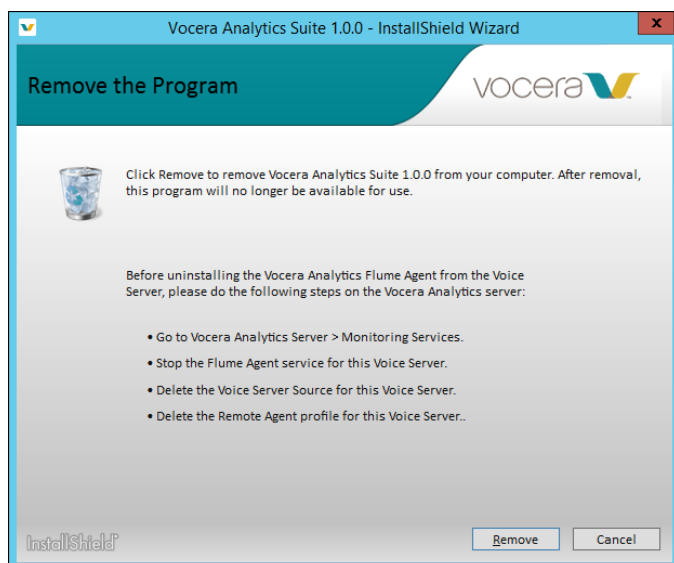 Vocera Analytics Suite 1.0.0 - InstallShield Wizard
x
Remove the Program
vocera
Click Remove to remove Vocera Analytics Suite 1.0.0 from your computer. After removal,
this program will no longer be available for use.
Before uninstalling the Vocera Analytics Flume Agent from the Voice
Server, please do the following steps on the Vocera Analytics server:
• Go to Vocera Analytics Server > Monitoring Services.
• Stop the Flume Agent service for this Voice Server.
• Delete the Voice Server Source for this Voice Server.
• Delete the Remote Agent profile for this Voice Server..
InstallShield
Remove
Cancel